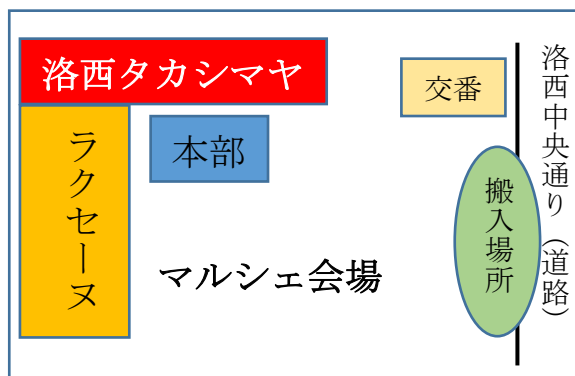 洛西タカシマヤ
交番
洛西中央通り（道路）
ラクセーヌ
本部
搬入場所
マルシェ会場